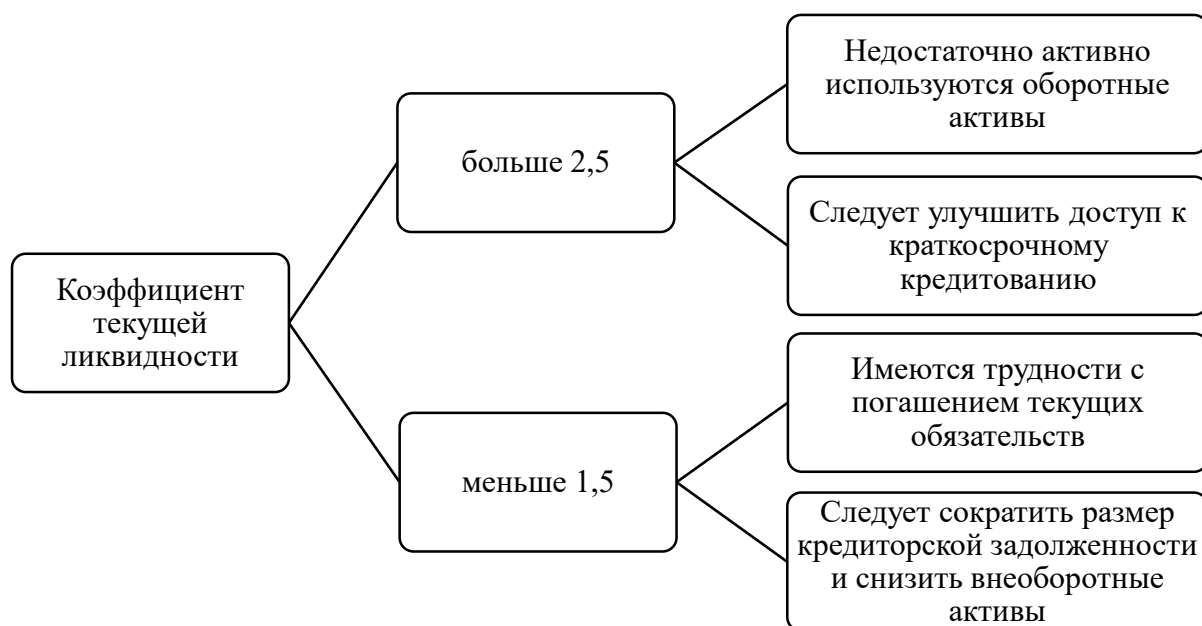 Коэффициент
текущей
ликвидности
больше 2,5
Недостаточно активно
используются оборотные
активы
Следует улучшить доступ к
краткосрочному
кредитованию
меньше 1,5
Имеются трудности с
погашением текущих
обязательств
Следует сократить размер
кредиторской задолженности
и снизить внеоборотные
активы